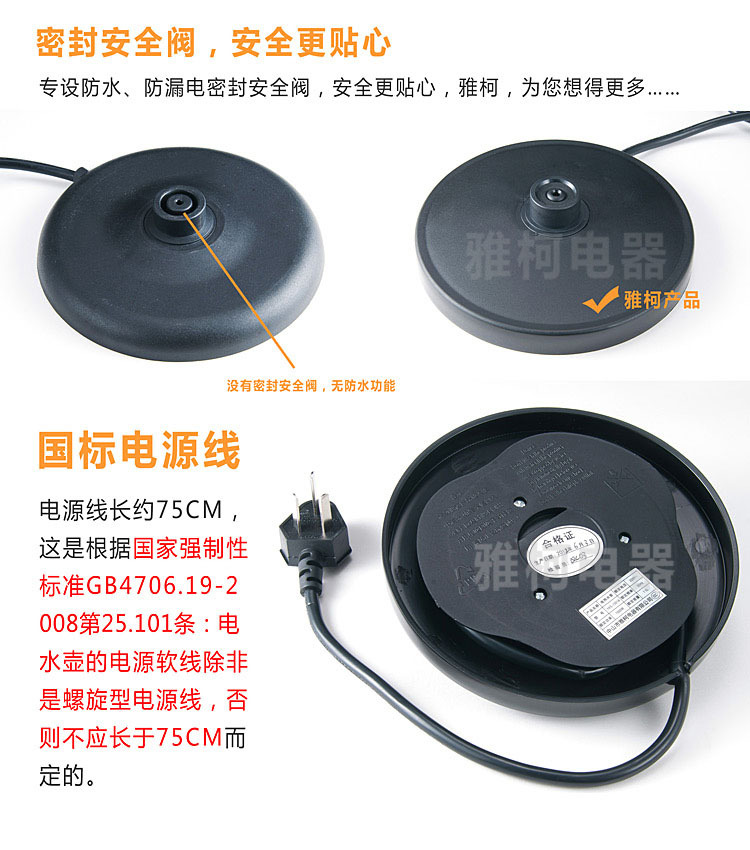 密封安全阀，安全更贴心
专设防水、防漏电密封安全阀，安全更贴心，雅柯，为您想得更多……
雅柯电器
雅柯产品
没有密封安全阀，无防水功能
国标电源线
电源线长约75CM，
这是根据国家强制性
标准GB4706.19-2
008第25.101条：电
水壶的电源软线除非
是螺旋型电源线，否
则不应长于75CM而
定的。
合格证
雅柯电器